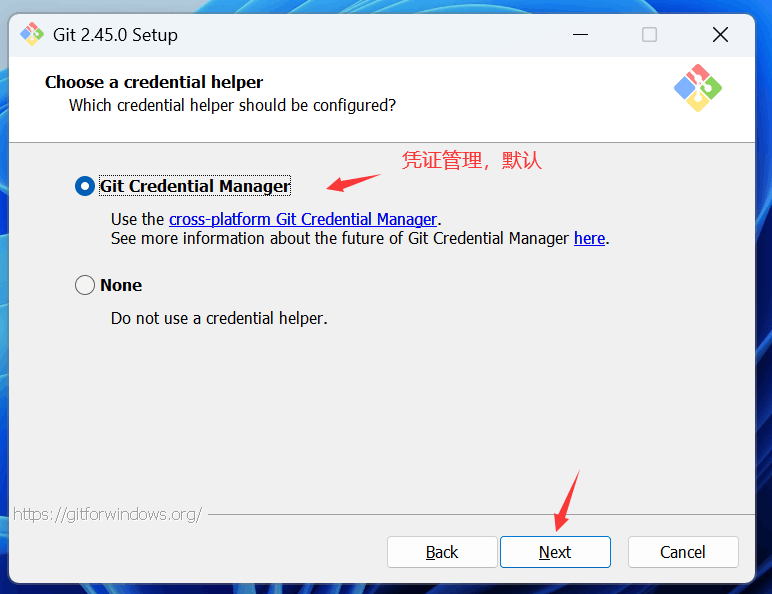 Git 2.45.0 Setup
Choose a credential helper
Which credential helper should be configured?
凭证管理，默认
Git Credential Manager
Use the cross-platform Git Credential Manager.
See more information about the future of Git Credential Manager here.
None
Do not use a credential helper.
https://gitforwindows.org/
Back Next Cancel